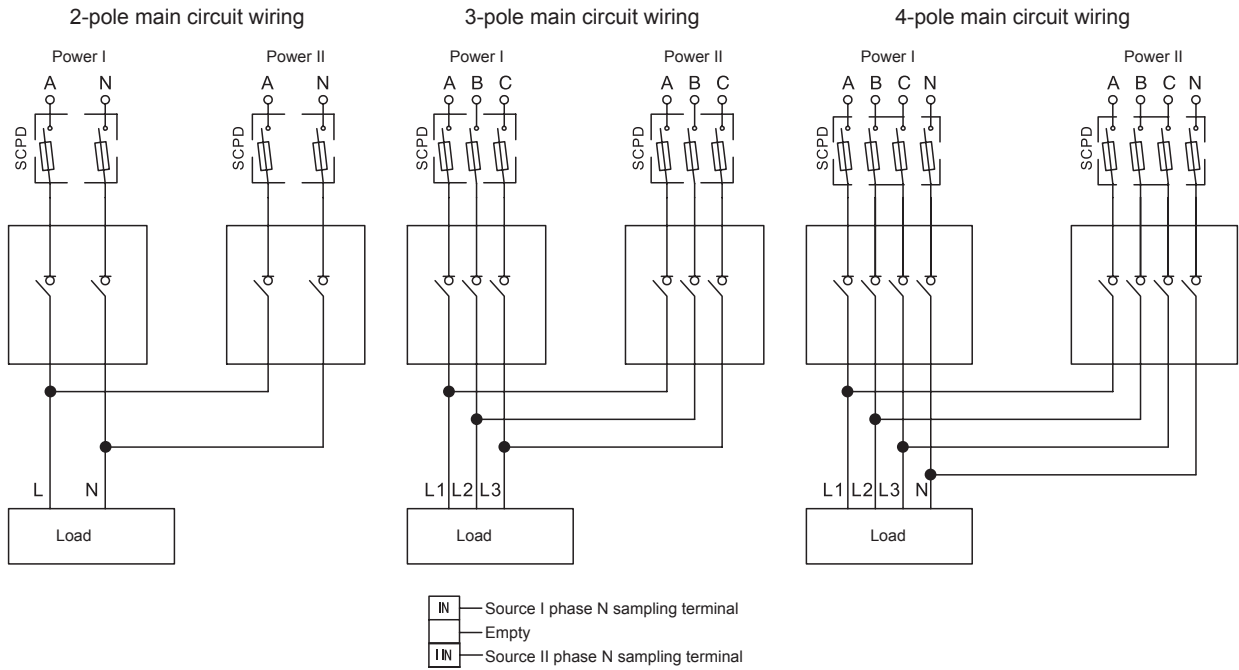 2-pole main circuit wiring
3-pole main circuit wiring
4-pole main circuit wiring
Power I
Power II
Power I
Power II
Power I
Power II
A N
A N
A B C
A B C
A B C N
A B C N
SCPD
SCPD
SCPD
SCPD
SCPD
SCPD
L N
L1 L2 L3
L1 L2 L3 N
Load
Load
Load
IN Source I phase N sampling terminal
Empty
IIN Source II phase N sampling terminal